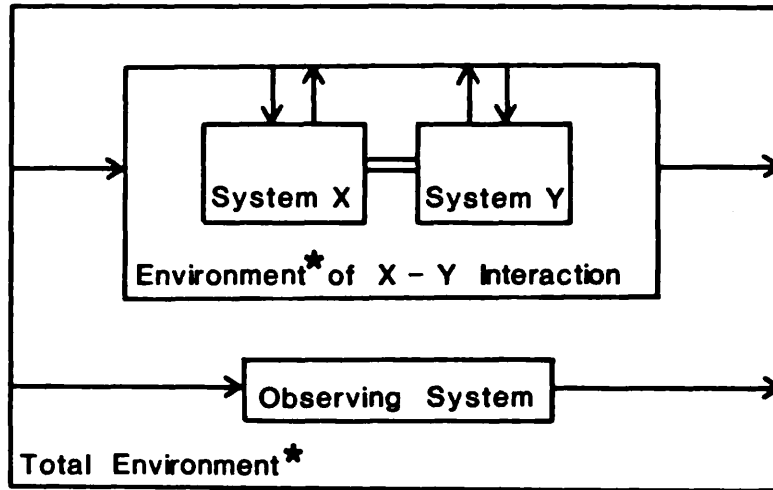 System X
System Y
Environment* of X - Y Interaction
Observing System
Total Environment*